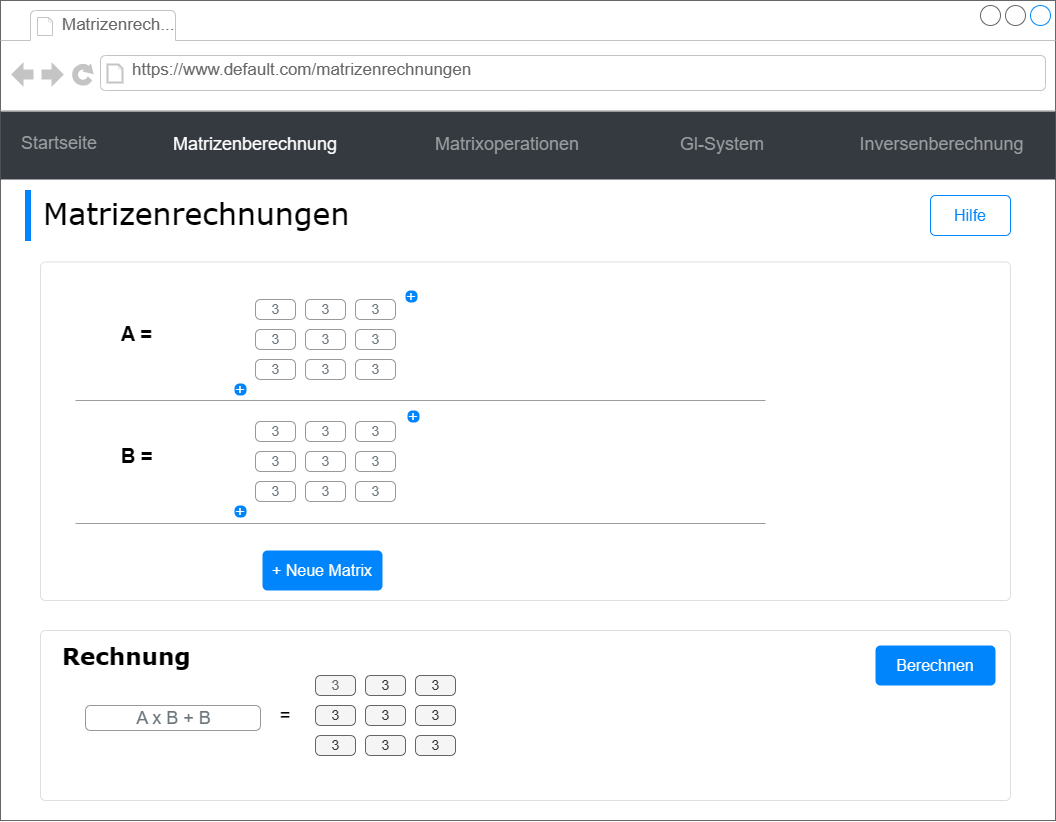 Matrizenrech...
https://www.default.com/matrizenrechnungen
Startseite Matrizenberechnung Matrixoperationen Gl-System Inversenberechnung
Matrizenrechnungen
Hilfe
3 3 3
A =
3 3 3
3 3 3
3 3 3
B =
3 3 3
3 3 3
+ Neue Matrix
Rechnung
Berechnen
3 3 3
A x B + B = 3 3 3
3 3 3